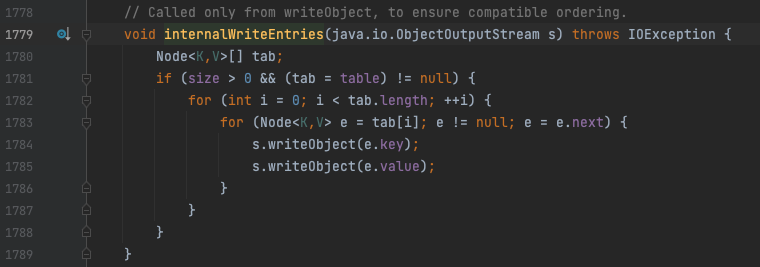 1778 // Called only from writeObject, to ensure compatible ordering.
1779 void internalWriteEntries(java.io.ObjectOutputStream s) throws IOException {
1780 Node<K,V>[] tab;
1781 if (size > 0 && (tab = table) != null) {
1782 for (int i = 0; i < tab.length; ++i) {
1783 for (Node<K,V> e = tab[i]; e != null; e = e.next) {
1784 s.writeObject(e.key);
1785 s.writeObject(e.value);
1786 }
1787 }
1788 }
1789 }